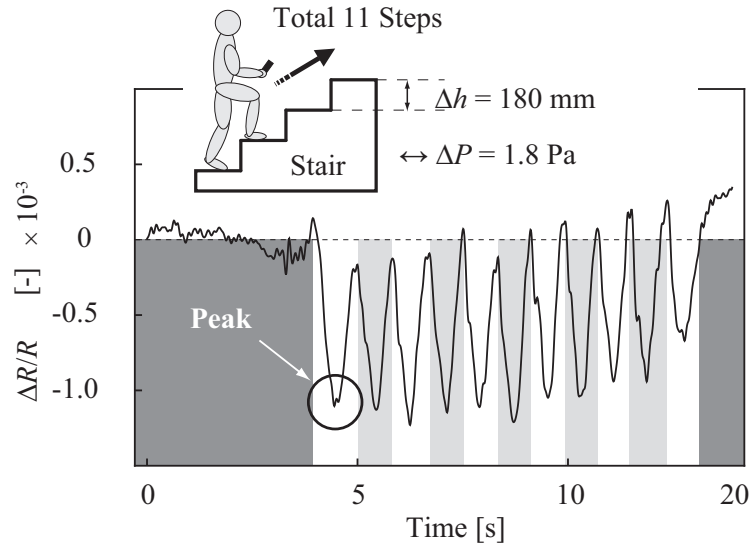 Total 11 Steps
Δh = 180 mm
Stair
↔ ΔP = 1.8 Pa
0.5
0
-0.5
-1.0
ΔR/R [-] × 10⁻³
Peak
0
5
10
20
Time [s]